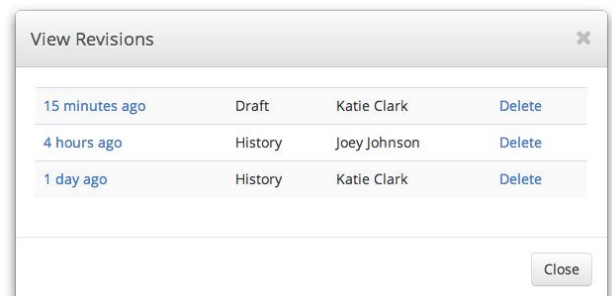 View Revisions
15 minutes ago Draft Katie Clark Delete
4 hours ago History Joey Johnson Delete
1 day ago History Katie Clark Delete
Close